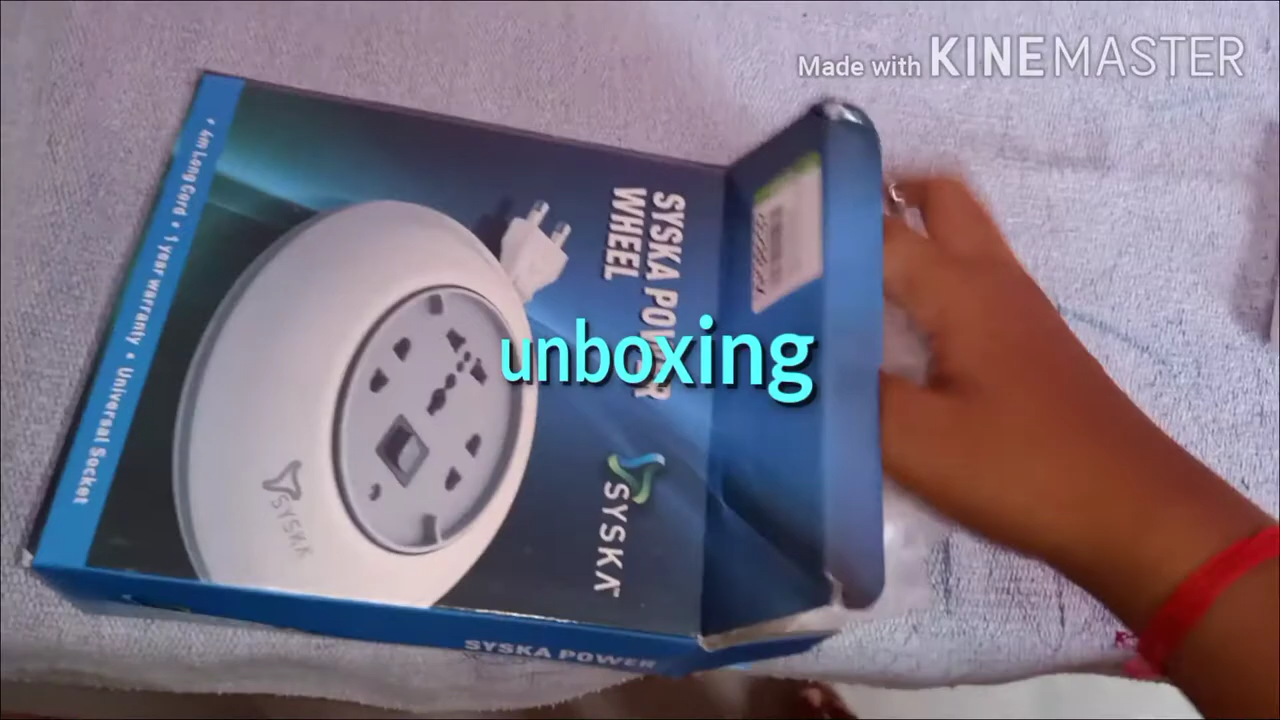 Made with KINEMASTER
SYSKA POWER
WHEEL
unboxing
SYSKA
SYSKA
• 4m Long Cord • 1 year warranty • Universal Socket
SYSKA POWER